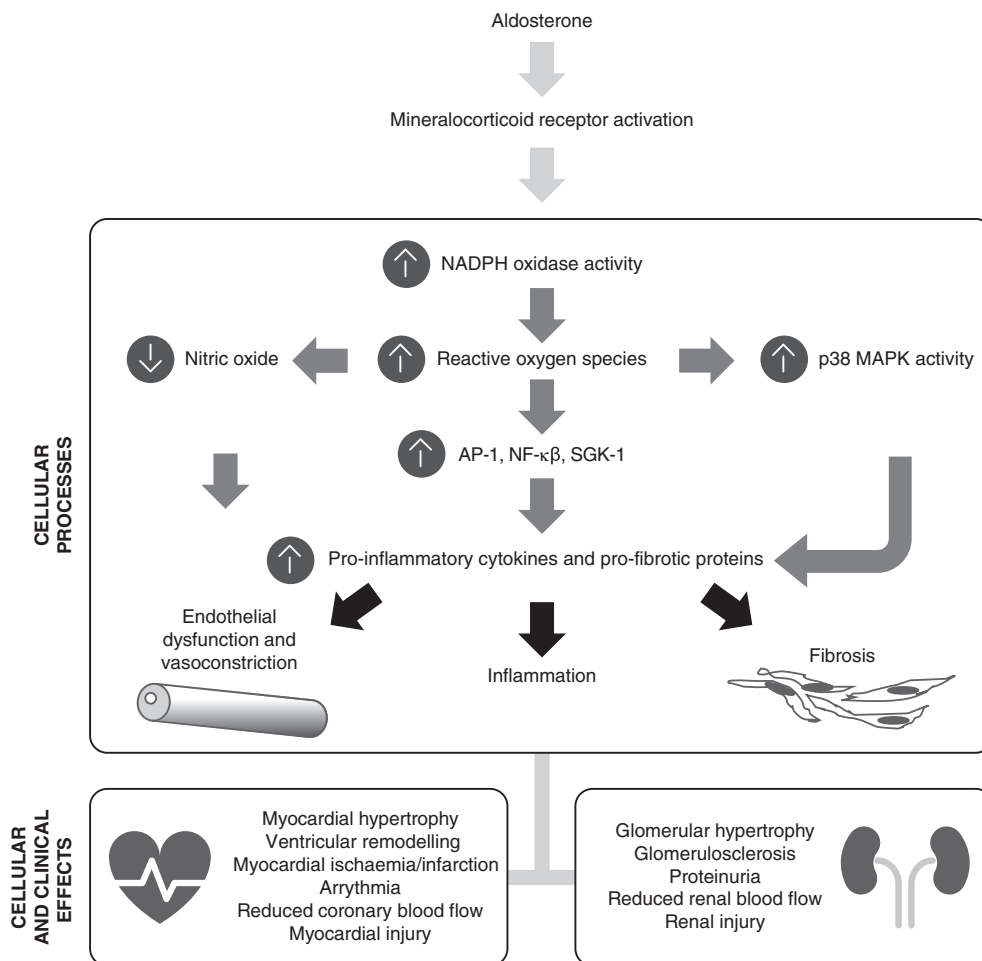 Aldosterone
Mineralocorticoid receptor activation
CELLULAR
PROCESSES
NADPH oxidase activity
Nitric oxide
Reactive oxygen species
p38 MAPK activity
AP-1, NF-κβ, SGK-1
Pro-inflammatory cytokines and pro-fibrotic proteins
Endothelial
dysfunction and
vasoconstriction
Inflammation
Fibrosis
CELLULAR
AND CLINICAL
EFFECTS
Myocardial hypertrophy
Ventricular remodelling
Myocardial ischaemia/infarction
Arrythmia
Reduced coronary blood flow
Myocardial injury
Glomerular hypertrophy
Glomerulosclerosis
Proteinuria
Reduced renal blood flow
Renal injury